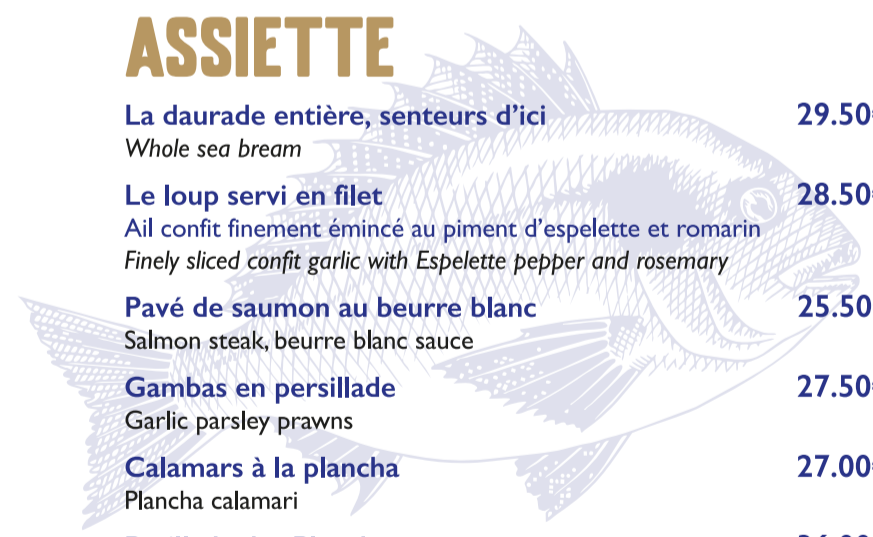 ASSIETTE
La daurade entière, senteurs d'ici 29.50
Whole sea bream
Le loup servi en filet 28.50
Ail confit finement émincé au piment d'espelette et romarin
Finely sliced confit garlic with Espelette pepper and rosemary
Pavé de saumon au beurre blanc 25.50
Salmon steak, beurre blanc sauce
Gambas en persillade 27.50
Garlic parsley prawns
Calamars à la plancha 27.00
Plancha calamari